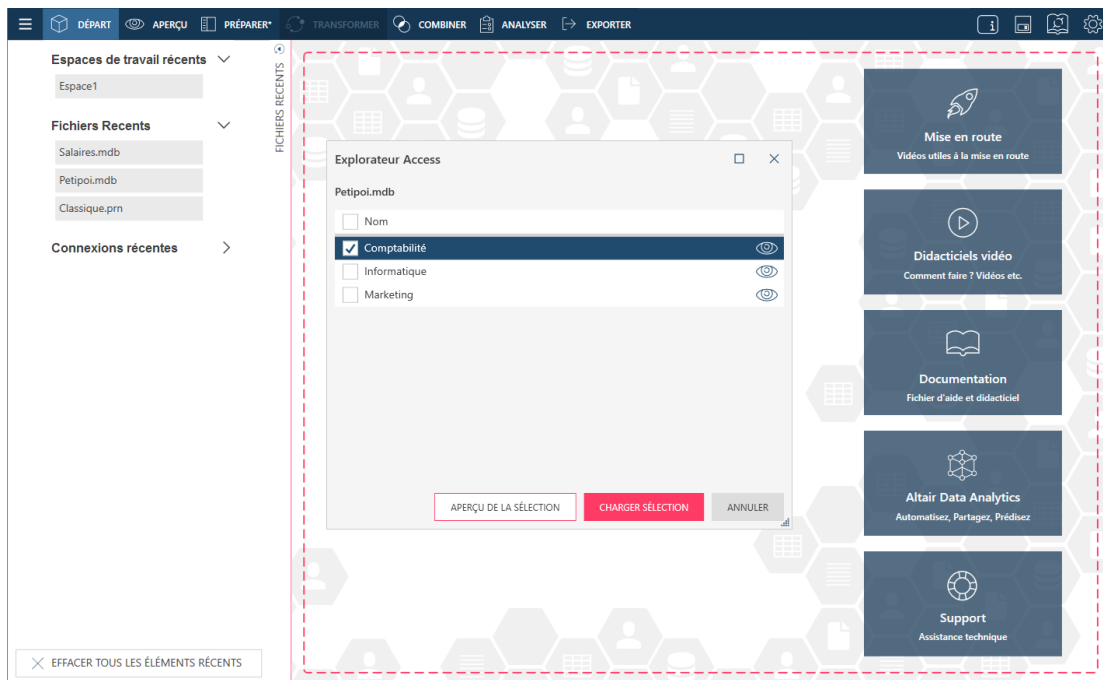 DÉPART APERÇU PRÉPARER* TRANSFORMER COMBINER ANALYSER EXPORTER
Espaces de travail récents
Espace1
Fichiers Recents
Salaires.mdb
Petipoi.mdb
Classique.prn
Connexions récentes
EFFACER TOUS LES ÉLÉMENTS RÉCENTS
FICHIERS RECENTS
Explorateur Access
Petipoi.mdb
Nom
Comptabilité
Informatique
Marketing
APERÇU DE LA SÉLECTION CHARGER SÉLECTION ANNULER
Mise en route
Vidéos utiles à la mise en route
Didacticiels vidéo
Comment faire ? Vidéos etc.
Documentation
Fichier d'aide et didacticiel
Altair Data Analytics
Automatisez, Partagez, Prédisez
Support
Assistance technique